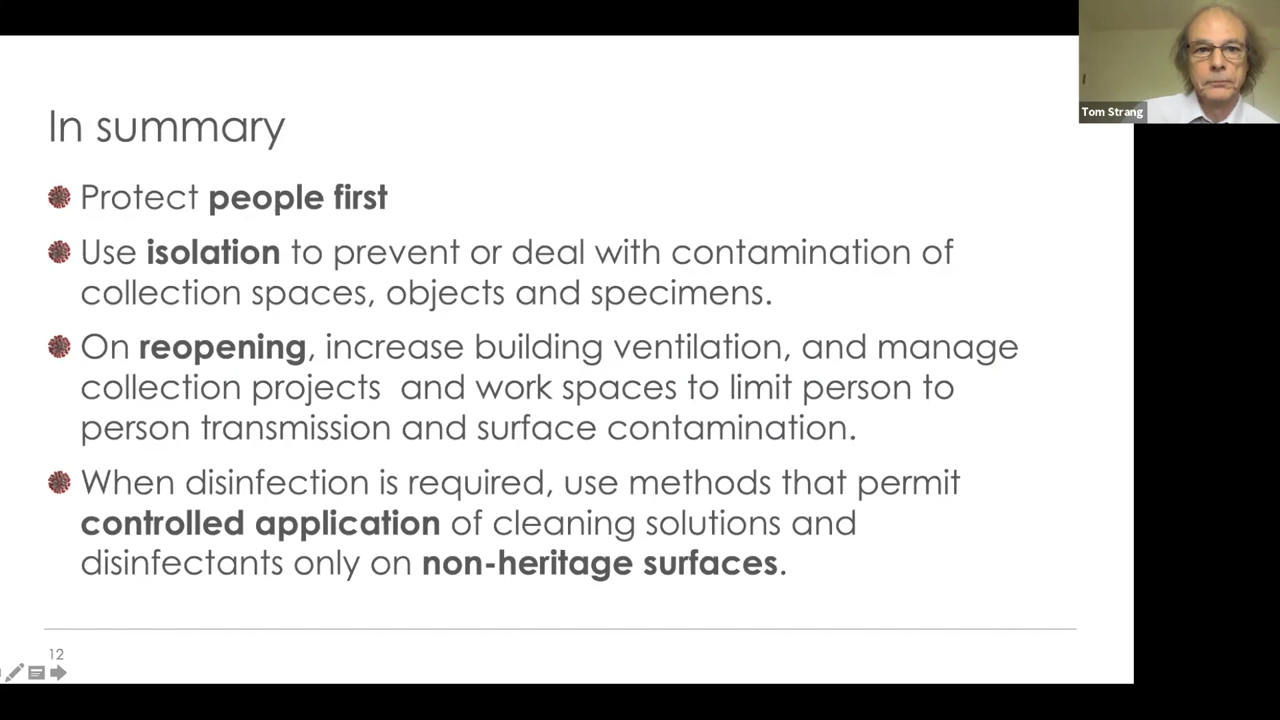 In summary
Protect people first
Use isolation to prevent or deal with contamination of
collection spaces, objects and specimens.
On reopening, increase building ventilation, and manage
collection projects  and work spaces to limit person to
person transmission and surface contamination.
When disinfection is required, use methods that permit
controlled application of cleaning solutions and
disinfectants only on non-heritage surfaces.
12
Tom Strang